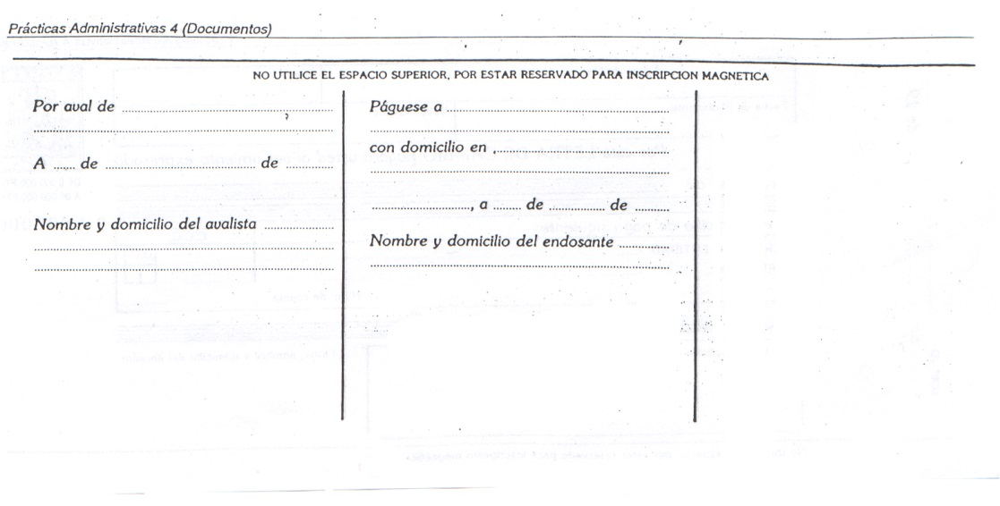 Prácticas Administrativas 4 (Documentos)
NO UTILICE EL ESPACIO SUPERIOR, POR ESTAR RESERVADO PARA INSCRIPCION MAGNETICA
Por aval de ........................................
................................................................
A ...... de ........................................ de ............
Nombre y domicilio del avalista ..................
................................................................
................................................................
Páguese a ........................................
................................................................
con domicilio en ........................................
................................................................
............................, a ........ de .............. de .........
Nombre y domicilio del endosante .............
................................................................